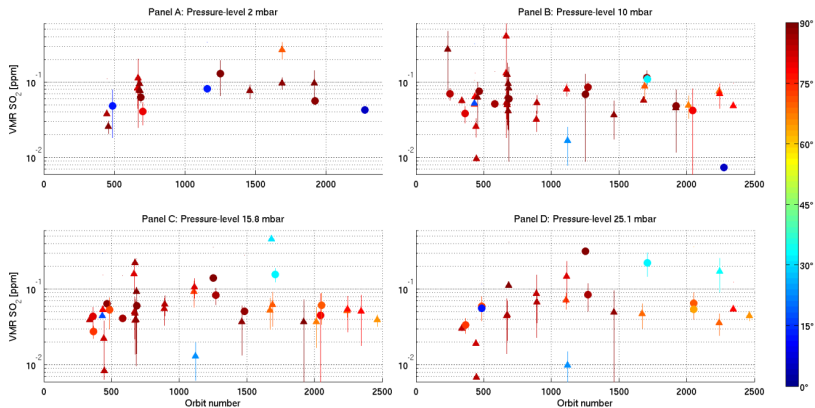 Panel A: Pressure-level 2 mbar
Panel B: Pressure-level 10 mbar
VMR SO2 [ppm]
10^-1
10^-2
0 500 1000 1500 2000
10^-1
10^-2
0 500 1000 1500 2000 2500
Panel C: Pressure-level 15.8 mbar
Panel D: Pressure-level 25.1 mbar
VMR SO2 [ppm]
10^-1
10^-2
0 500 1000 1500 2000 2500
Orbit number
10^-1
10^-2
0 500 1000 1500 2000 2500
Orbit number
90°
75°
60°
45°
30°
15°
0°